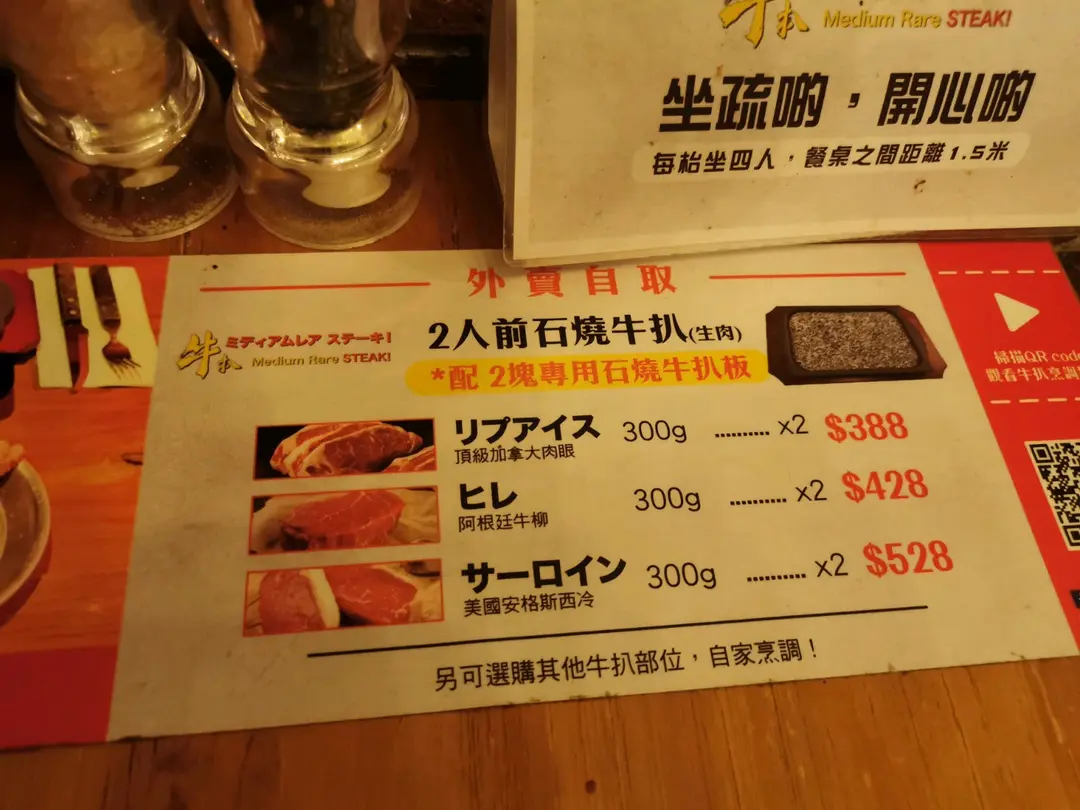 牛扒 Medium Rare STEAK!
坐疏啲，開心啲
每枱坐四人，餐桌之間距離1.5米
外賣自取
牛扒 ミディアムレア ステーキ!
Medium Rare STEAK!
2人前石燒牛扒(生肉)
*配 2塊專用石燒牛扒板
リブアイス 300g .......... x2 $388
頂級加拿大肉眼
ヒレ 300g .......... x2 $428
阿根廷牛柳
サーロイン 300g .......... x2 $528
美國安格斯西冷
另可選購其他牛扒部位，自家烹調！
掃描QR code
觀看牛扒烹調